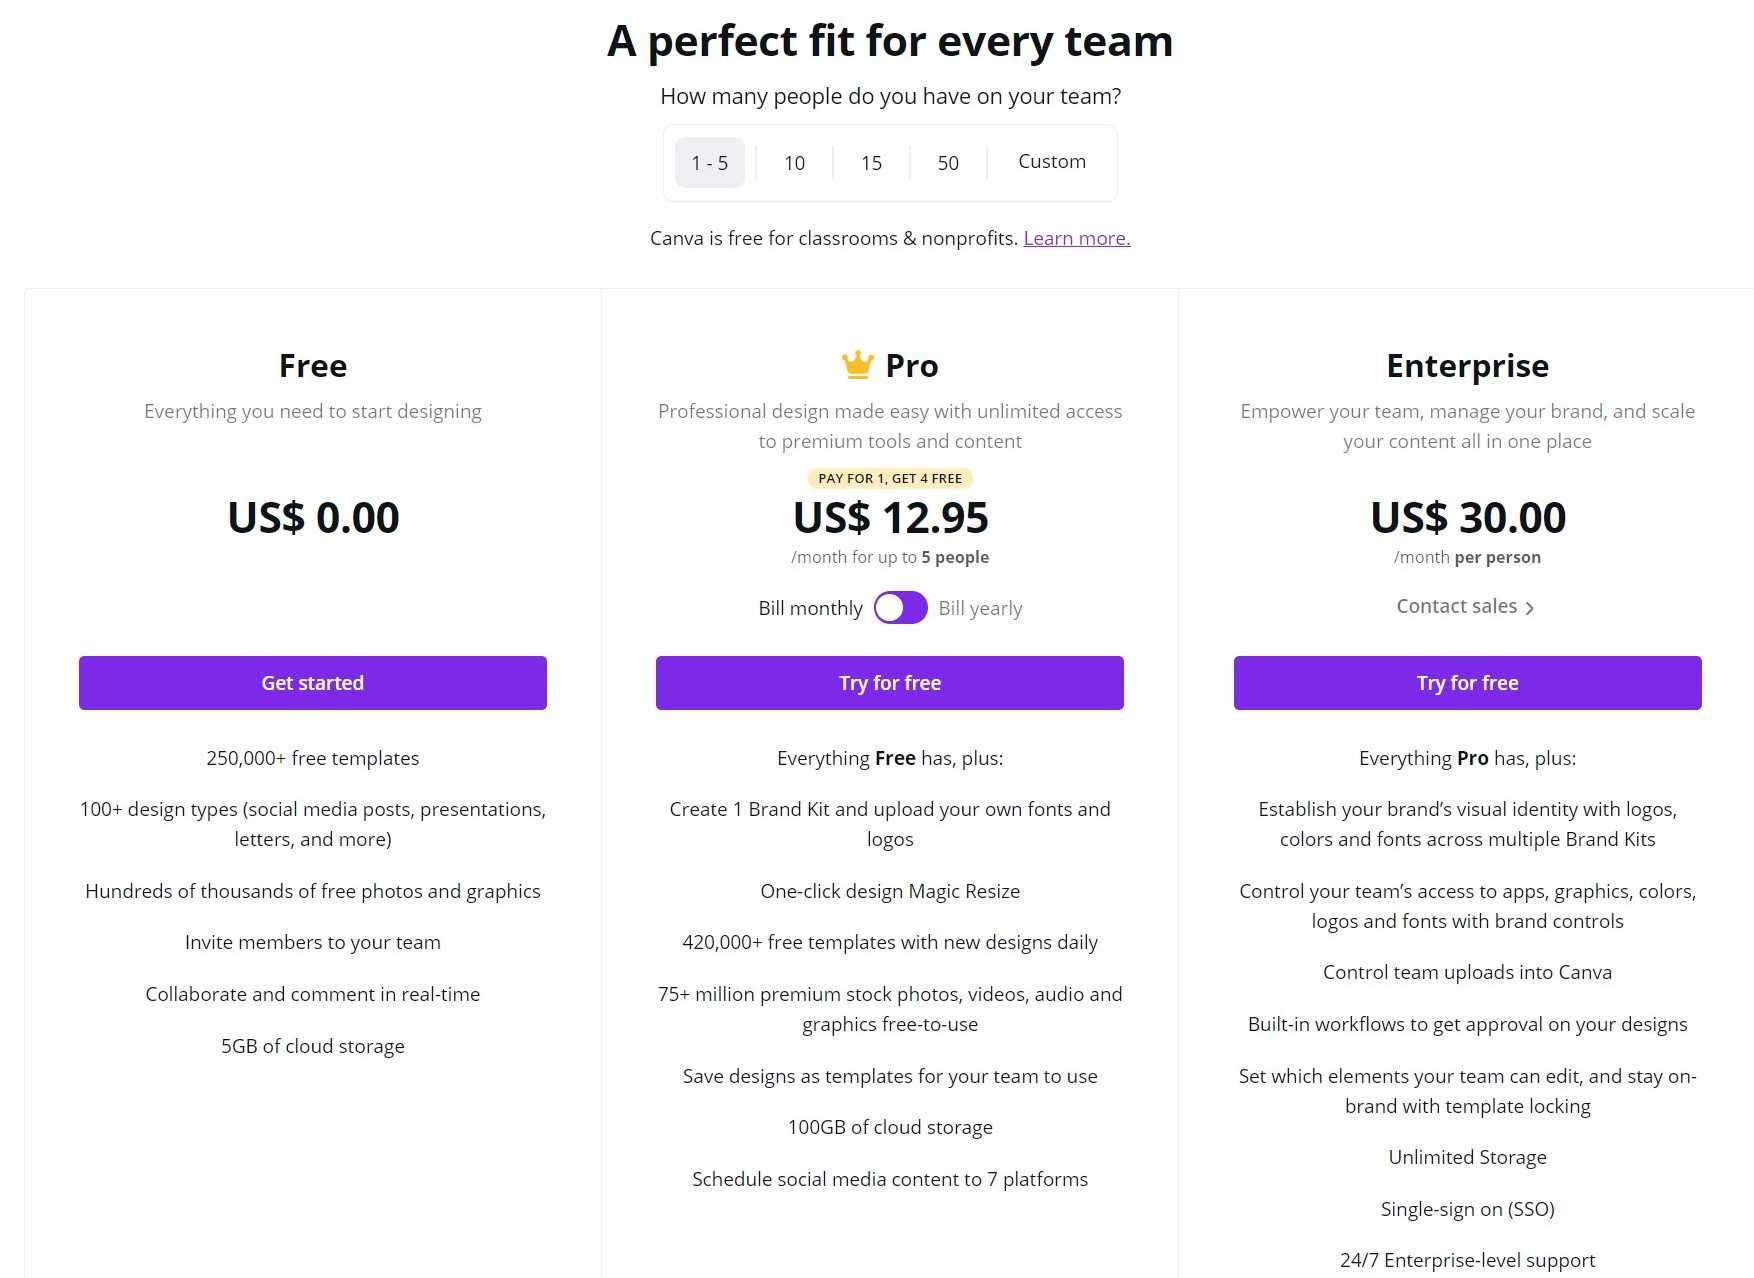 A perfect fit for every team
How many people do you have on your team?
1 - 5
10
15
50
Custom
Canva is free for classrooms & nonprofits. Learn more.
Free
Everything you need to start designing
US$ 0.00
Get started
250,000+ free templates
100+ design types (social media posts, presentations,
letters, and more)
Hundreds of thousands of free photos and graphics
Invite members to your team
Collaborate and comment in real-time
5GB of cloud storage
Pro
Professional design made easy with unlimited access
to premium tools and content
PAY FOR 1, GET 4 FREE
US$ 12.95
/month for up to 5 people
Bill monthly
Bill yearly
Try for free
Everything Free has, plus:
Create 1 Brand Kit and upload your own fonts and
logos
One-click design Magic Resize
420,000+ free templates with new designs daily
75+ million premium stock photos, videos, audio and
graphics free-to-use
Save designs as templates for your team to use
100GB of cloud storage
Schedule social media content to 7 platforms
Enterprise
Empower your team, manage your brand, and scale
your content all in one place
US$ 30.00
/month per person
Contact sales
Try for free
Everything Pro has, plus:
Establish your brand’s visual identity with logos,
colors and fonts across multiple Brand Kits
Control your team’s access to apps, graphics, colors,
logos and fonts with brand controls
Control team uploads into Canva
Built-in workflows to get approval on your designs
Set which elements your team can edit, and stay on-
brand with template locking
Unlimited Storage
Single-sign on (SSO)
24/7 Enterprise-level support